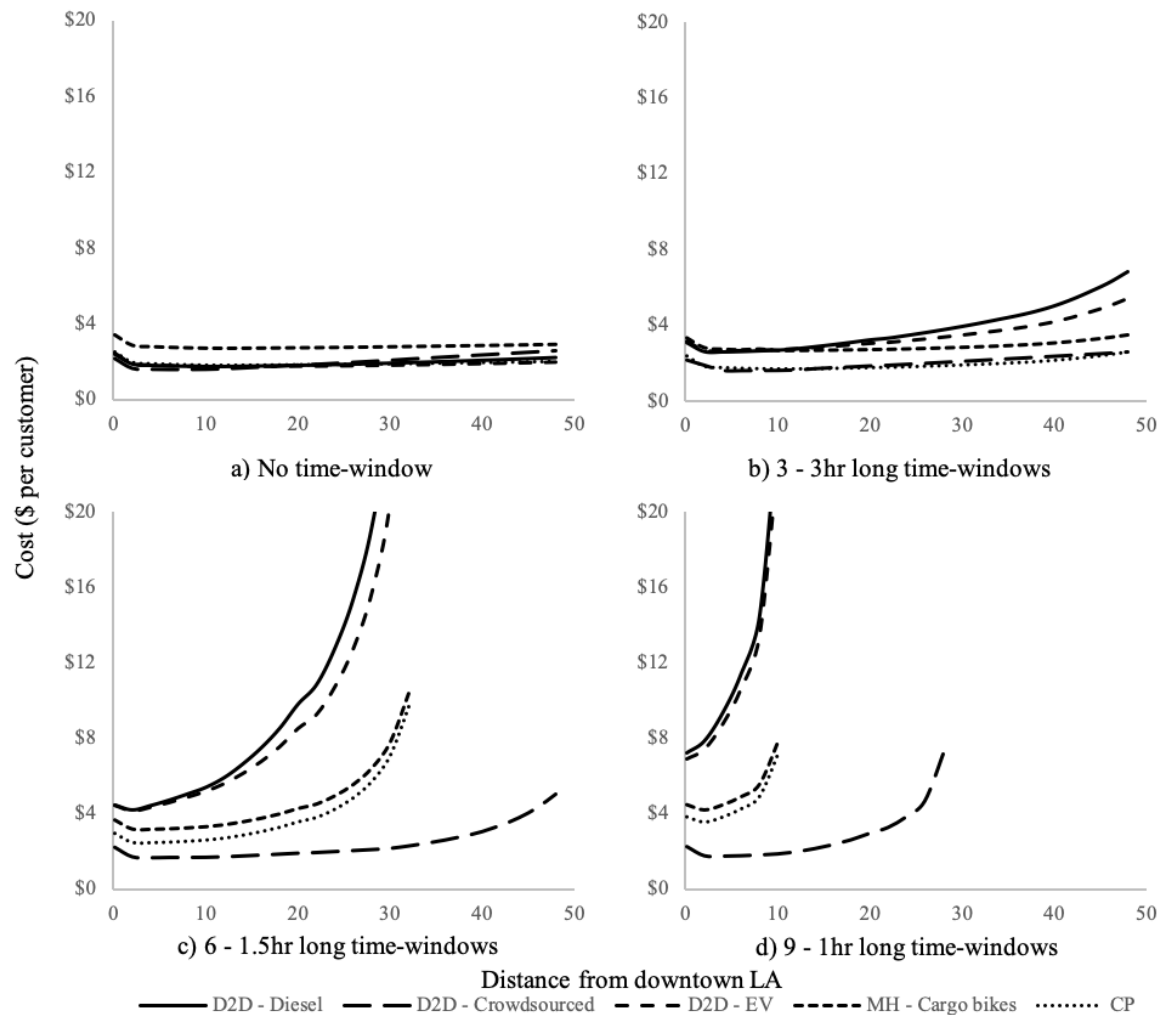 $20
$16
$12
$8
$4
$0
0 10 20 30 40 50
a) No time-window
$20
$16
$12
$8
$4
$0
0 10 20 30 40 50
b) 3 - 3hr long time-windows
Cost ($ per customer)
$20
$16
$12
$8
$4
$0
0 10 20 30 40 50
c) 6 - 1.5hr long time-windows
$20
$16
$12
$8
$4
$0
0 10 20 30 40 50
d) 9 - 1hr long time-windows
Distance from downtown LA
D2D - Diesel D2D - Crowdsourced D2D - EV MH - Cargo bikes CP